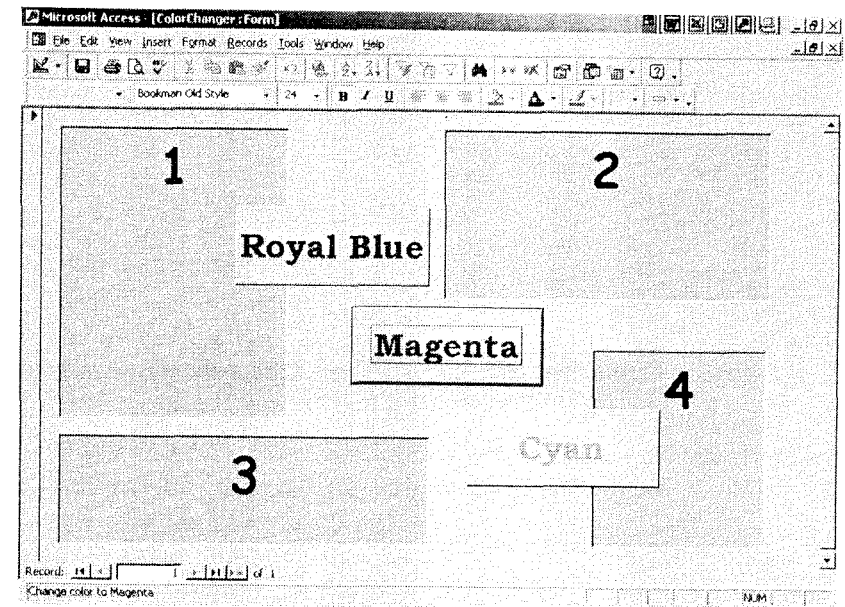 Microsoft Access - [ColorChanger : Form]
File Edit View Insert Format Records Tools Window Help
Bookman Old Style 24 B I U
1
2
Royal Blue
Magenta
4
Cyan
3
Record: 1 of 1
Change color to Magenta NUM